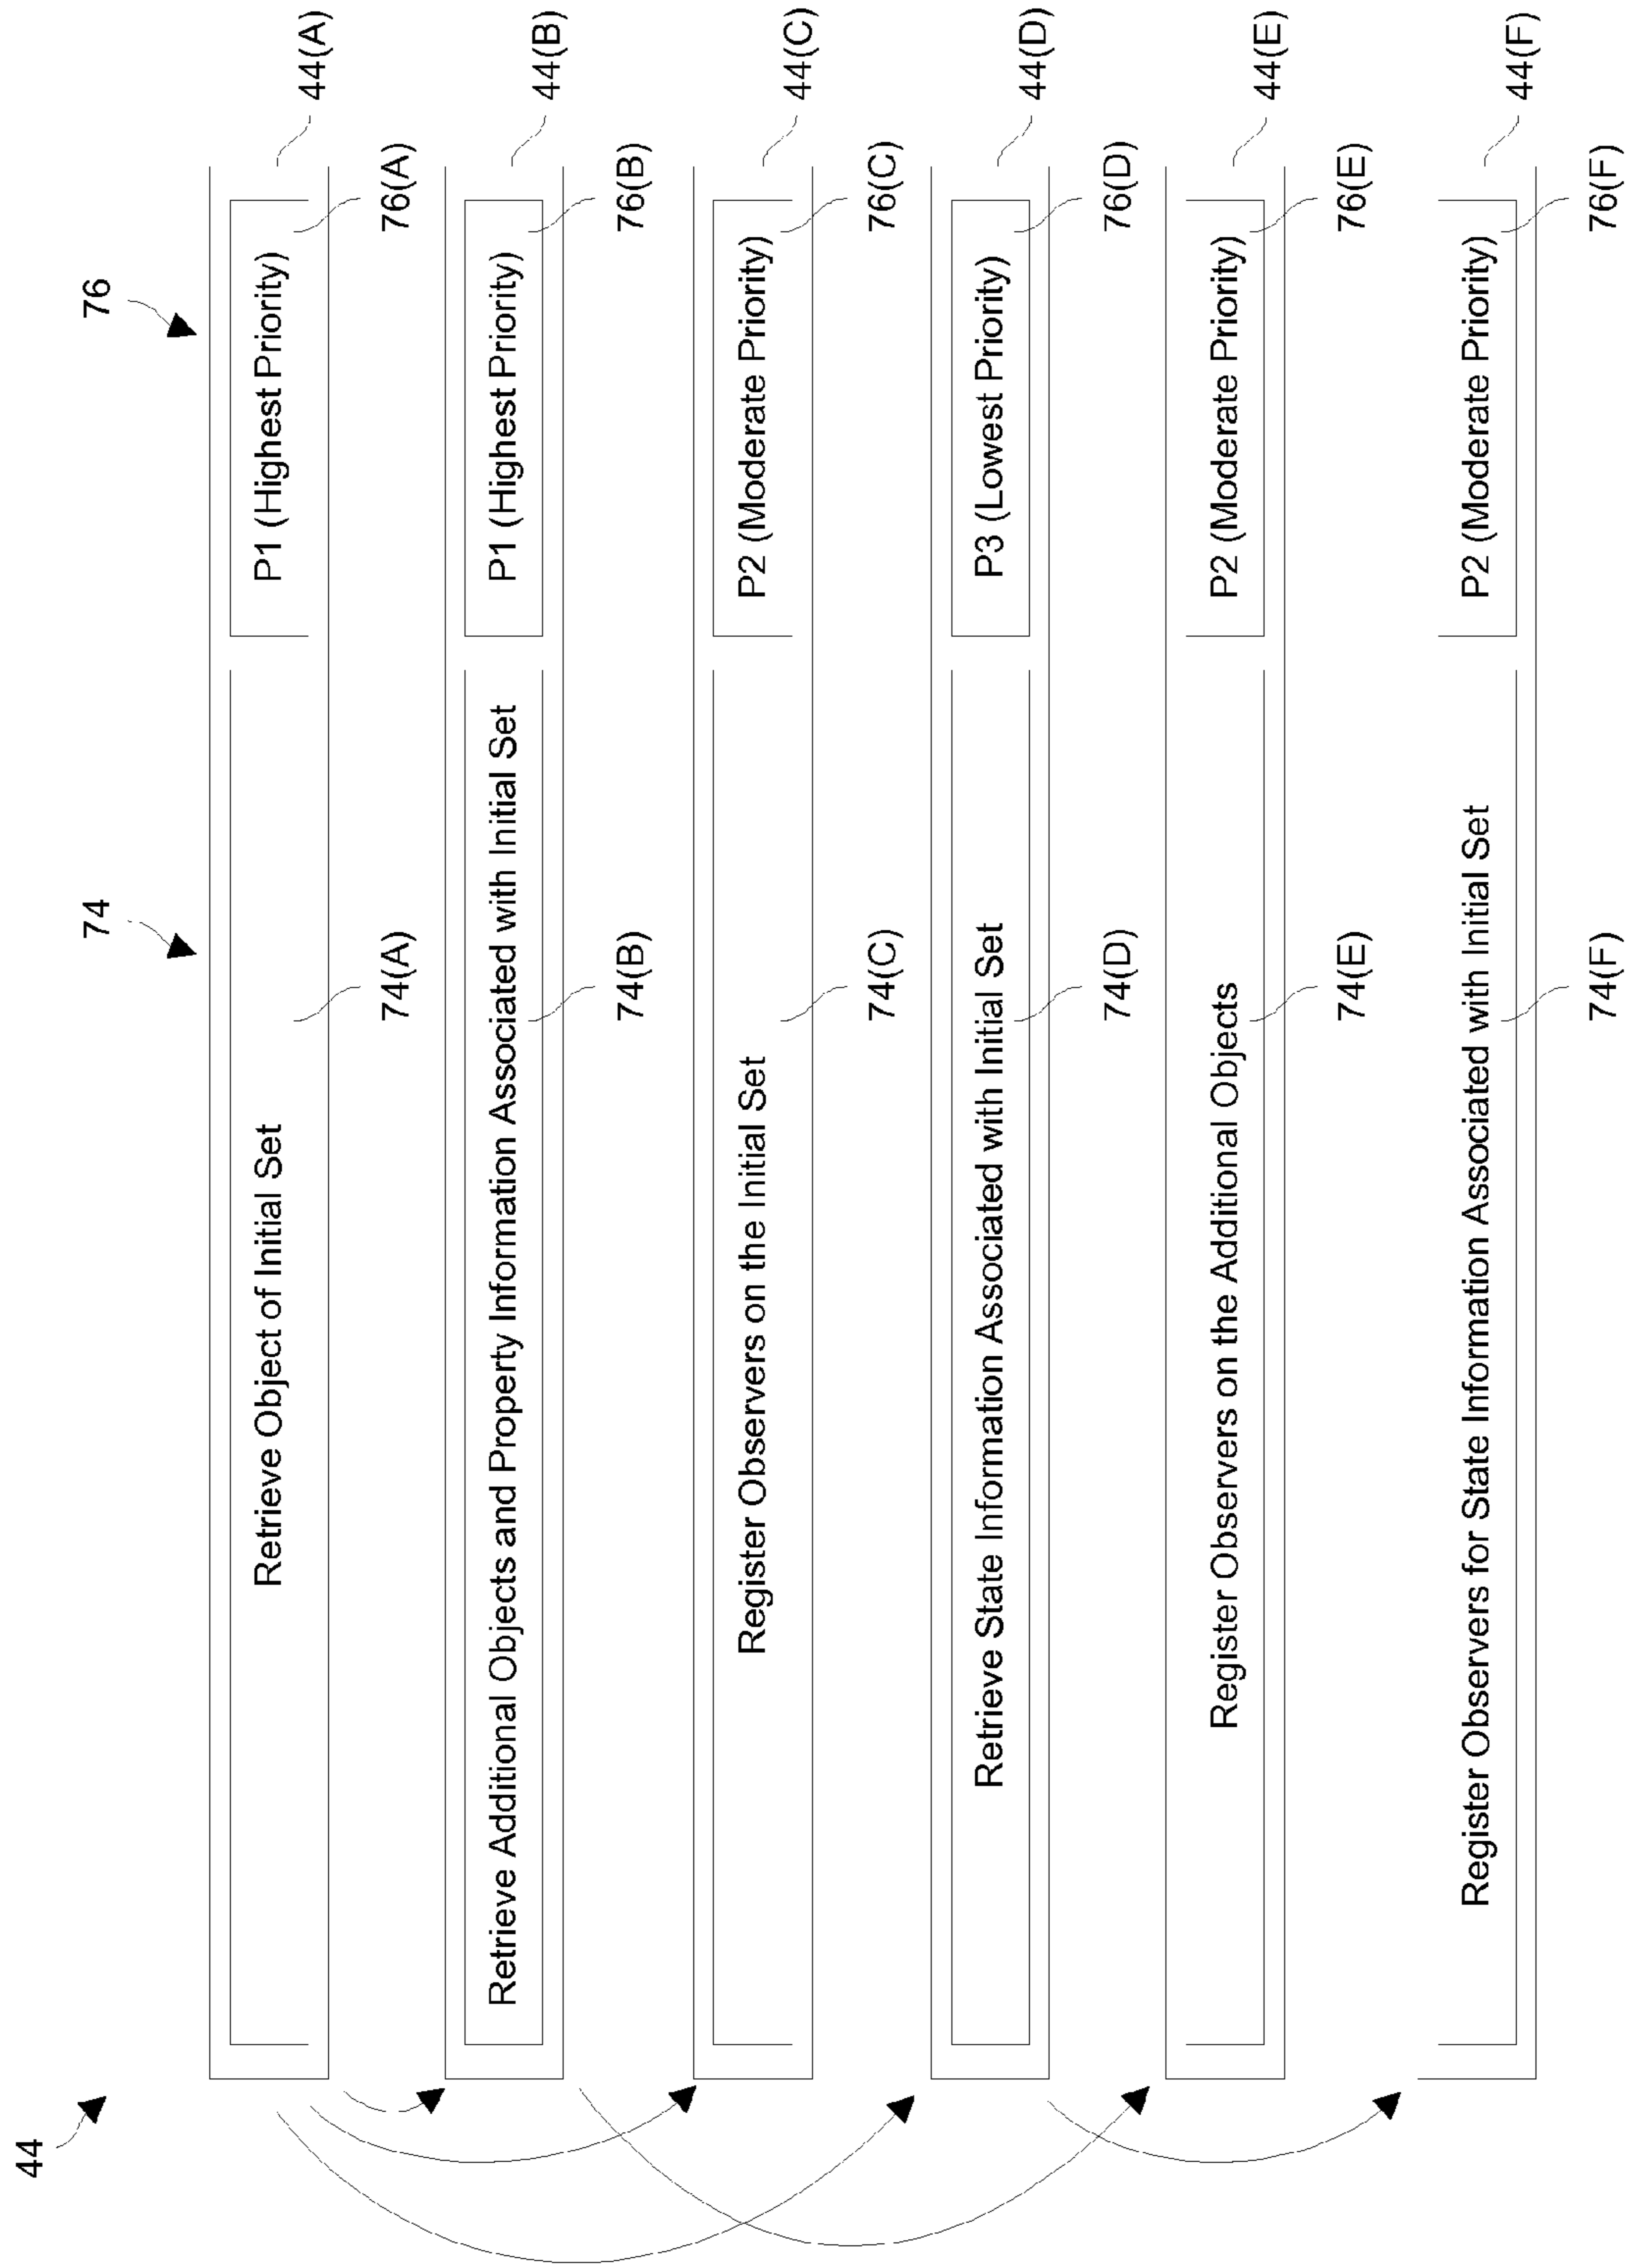 44
74
76
Retrieve Object of Initial Set
P1 (Highest Priority)
44(A)
74(A)
76(A)
Retrieve Additional Objects and Property Information Associated with Initial Set
P1 (Highest Priority)
44(B)
74(B)
76(B)
Register Observers on the Initial Set
P2 (Moderate Priority)
44(C)
74(C)
76(C)
Retrieve State Information Associated with Initial Set
P3 (Lowest Priority)
44(D)
74(D)
76(D)
Register Observers on the Additional Objects
P2 (Moderate Priority)
44(E)
74(E)
76(E)
Register Observers for State Information Associated with Initial Set
P2 (Moderate Priority)
44(F)
74(F)
76(F)